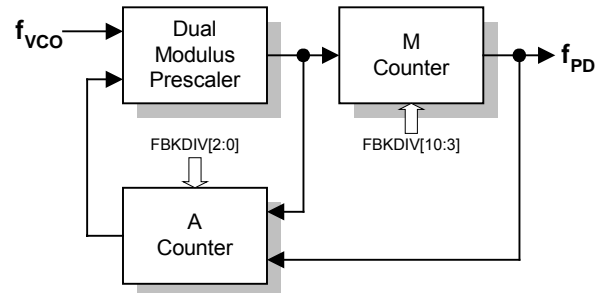 f_VCO
Dual
Modulus
Prescaler
M
Counter
f_PD
FBKDIV[2:0]
FBKDIV[10:3]
A
Counter